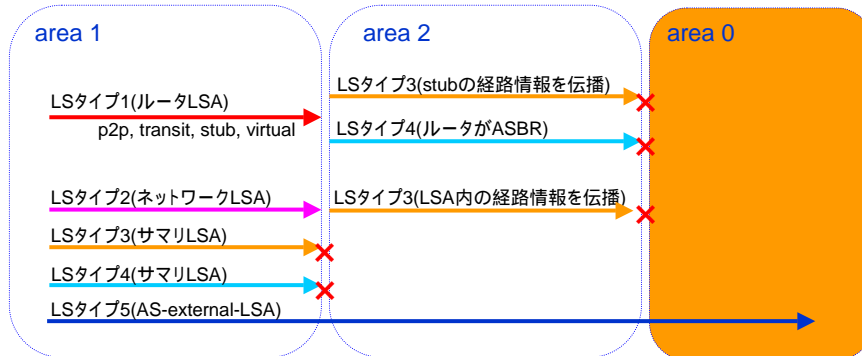 area 1
area 2
area 0
LSタイプ1(ルータLSA)
p2p, transit, stub, virtual
LSタイプ3(stubの経路情報を伝播)
LSタイプ4(ルータがASBR)
LSタイプ2(ネットワークLSA)
LSタイプ3(LSA内の経路情報を伝播)
LSタイプ3(サマリLSA)
LSタイプ4(サマリLSA)
LSタイプ5(AS-external-LSA)